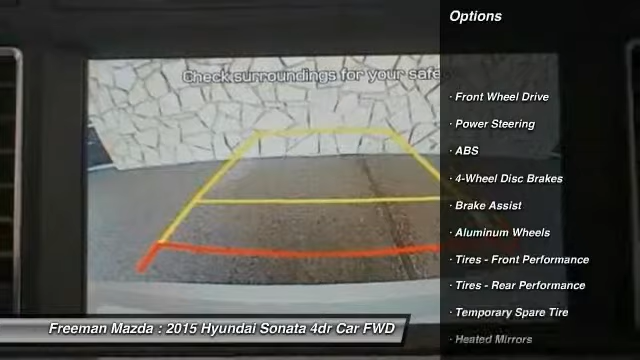 Options
Check surroundings for your safe
· Front Wheel Drive
· Power Steering
· ABS
· 4-Wheel Disc Brakes
· Brake Assist
· Aluminum Wheels
· Tires - Front Performance
· Tires - Rear Performance
· Temporary Spare Tire
· Heated Mirrors
Freeman Mazda : 2015 Hyundai Sonata 4dr Car FWD